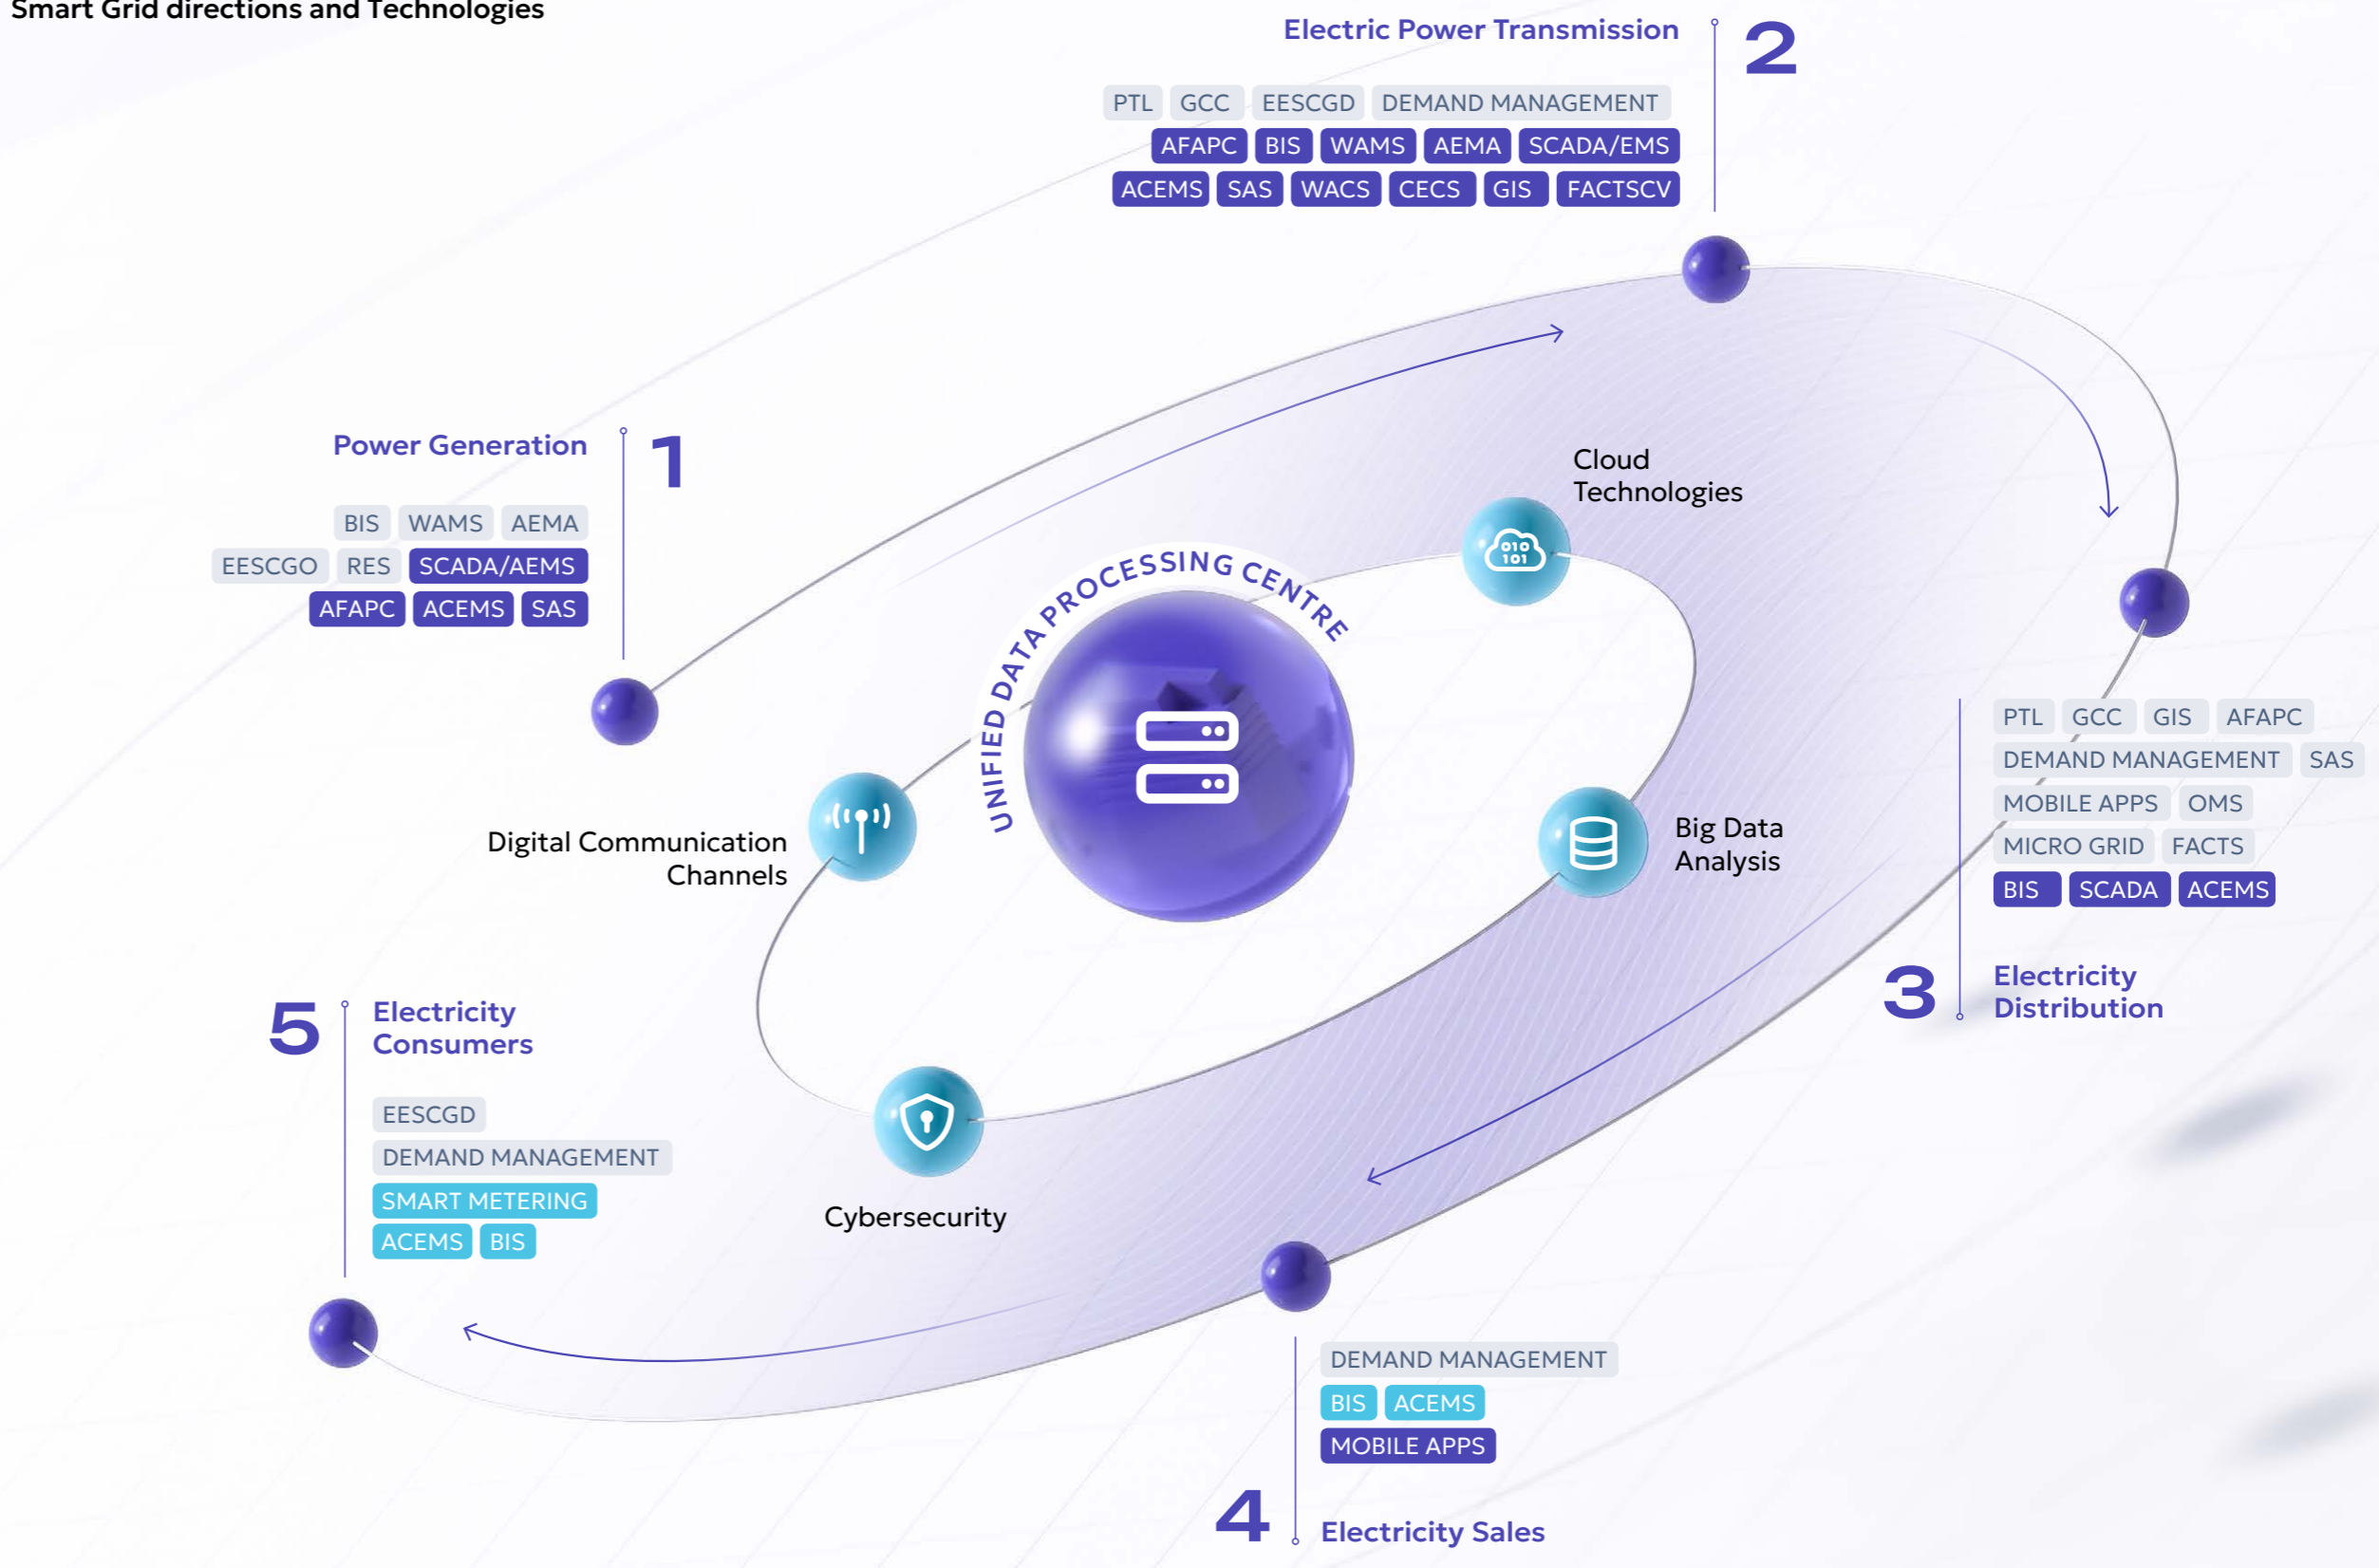 Smart Grid directions and Technologies
Electric Power Transmission
2
PTL GCC EESCGD DEMAND MANAGEMENT
AFAPC BIS WAMS AEMA SCADA/EMS
ACEMS SAS WACS CECS GIS FACTSCV
Power Generation
1
BIS WAMS AEMA
EESCGO RES SCADA/AEMS
AFAPC ACEMS SAS
Cloud
Technologies
010
101
UNIFIED DATA PROCESSING CENTRE
Digital Communication
Channels
Big Data
Analysis
PTL GCC GIS AFAPC
DEMAND MANAGEMENT SAS
MOBILE APPS OMS
MICRO GRID FACTS
BIS SCADA ACEMS
3
Electricity
Distribution
5
Electricity
Consumers
EESCGD
DEMAND MANAGEMENT
SMART METERING
ACEMS BIS
Cybersecurity
DEMAND MANAGEMENT
BIS ACEMS
MOBILE APPS
4
Electricity Sales